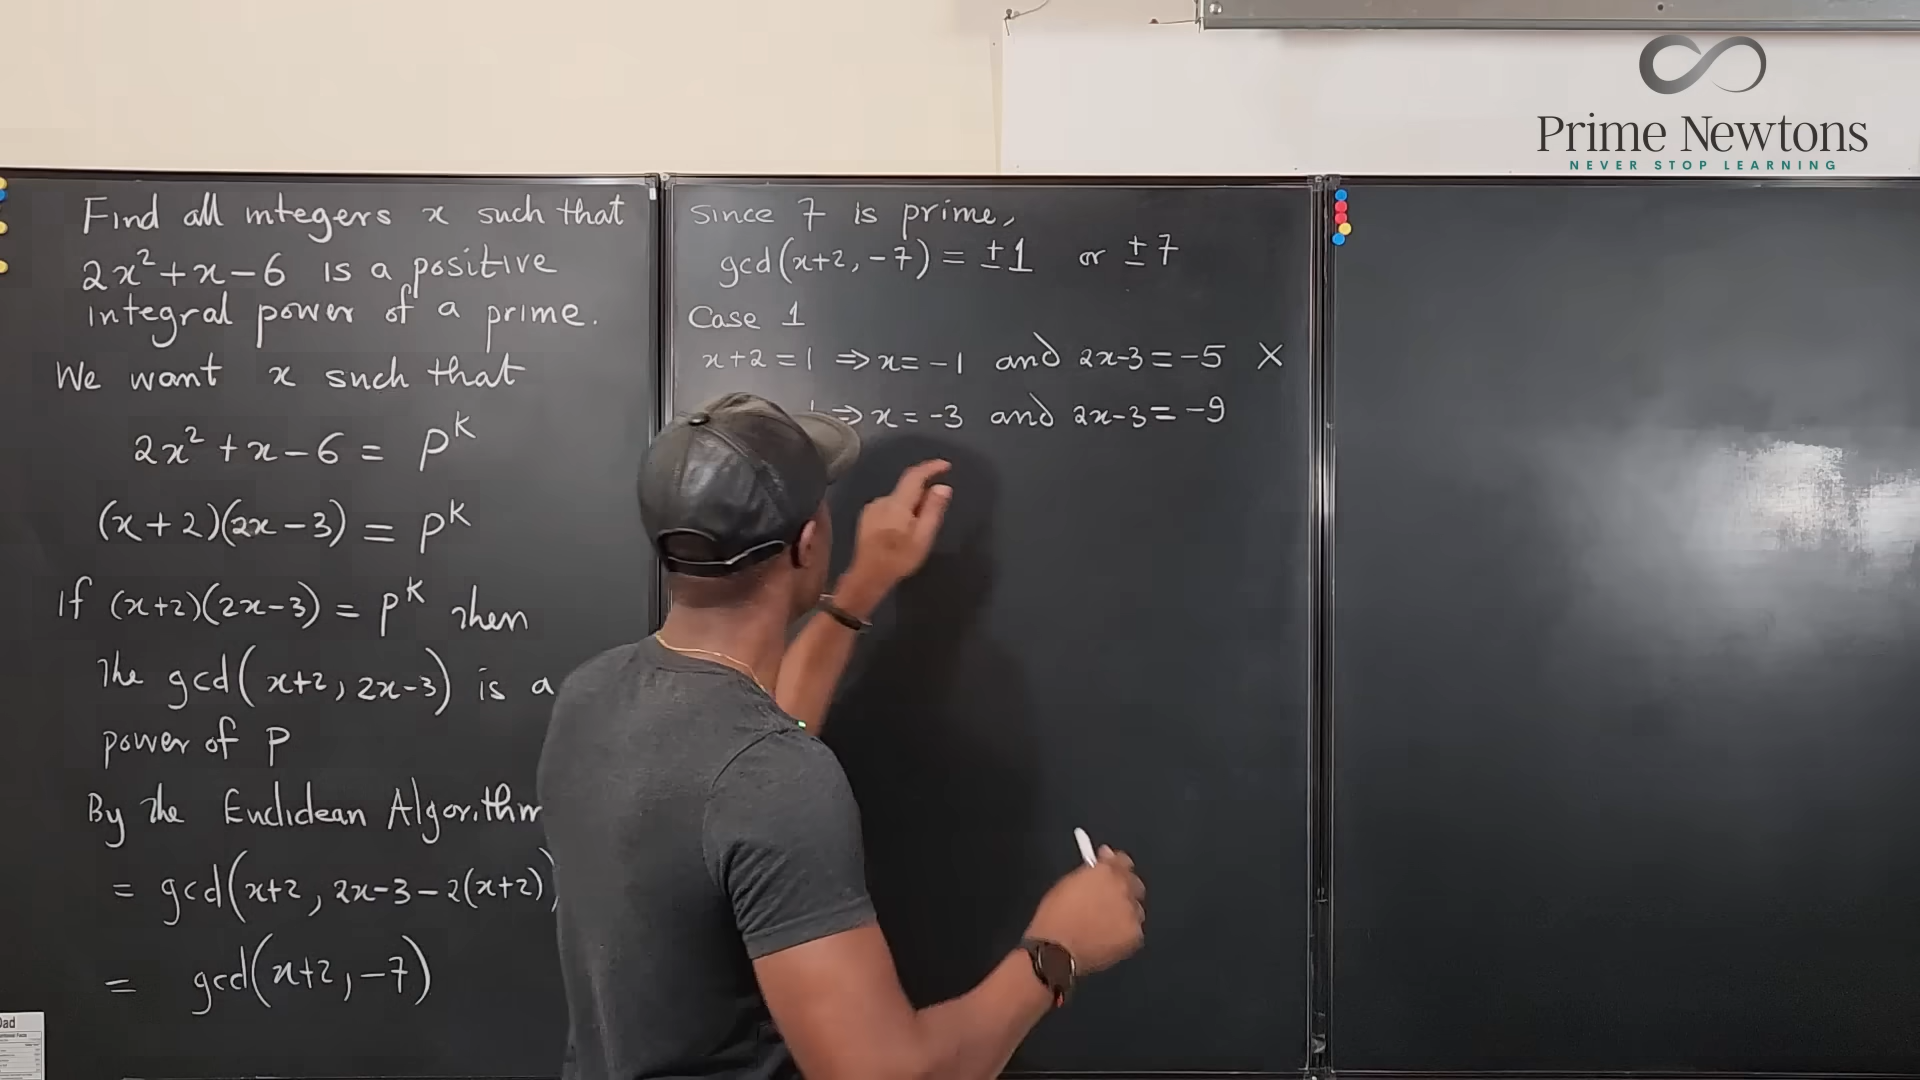 Prime Newtons
NEVER STOP LEARNING
Find all integers x such that
2x² + x - 6 is a positive
integral power of a prime.
We want x such that
2x² + x - 6 = P^K
(x + 2)(2x - 3) = P^K
If (x+2)(2x-3) = P^K then
the gcd(x+2, 2x-3) is a
power of P
By the Euclidean Algorithm
= gcd(x+2, 2x-3-2(x+2)
= gcd(x+2, -7)
Since 7 is prime,
gcd(x+2, -7) = ±1 or ±7
Case 1
x+2 = 1 ⇒ x = -1 and 2x-3 = -5 X
1 ⇒ x = -3 and 2x-3 = -9